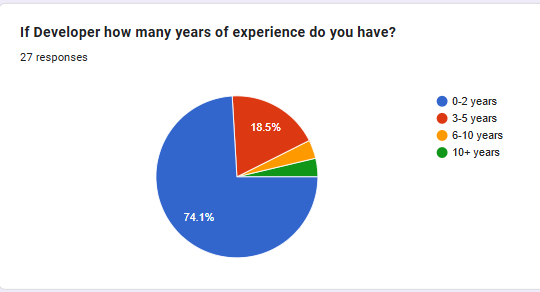 If Developer how many years of experience do you have?
27 responses
0-2 years
3-5 years
6-10 years
10+ years
18.5%
74.1%